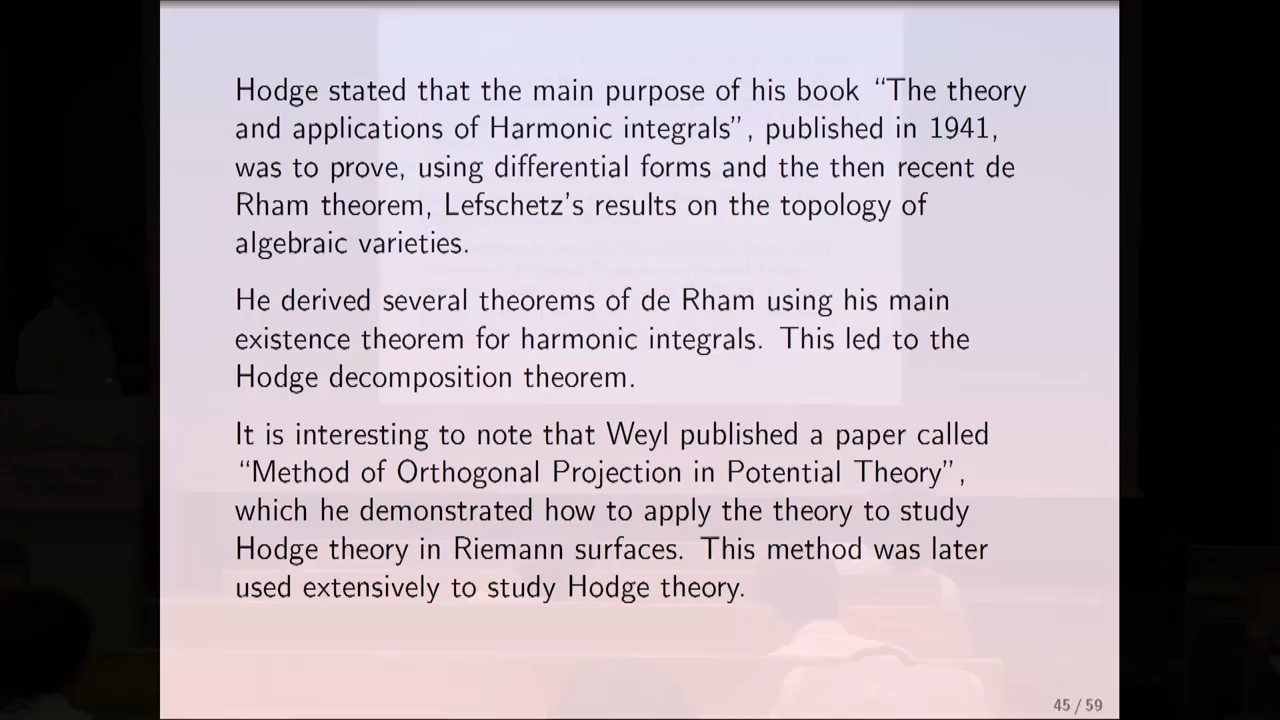 Hodge stated that the main purpose of his book “The theory
and applications of Harmonic integrals”, published in 1941,
was to prove, using differential forms and the then recent de
Rham theorem, Lefschetz’s results on the topology of
algebraic varieties.
He derived several theorems of de Rham using his main
existence theorem for harmonic integrals. This led to the
Hodge decomposition theorem.
It is interesting to note that Weyl published a paper called
“Method of Orthogonal Projection in Potential Theory”,
which he demonstrated how to apply the theory to study
Hodge theory in Riemann surfaces. This method was later
used extensively to study Hodge theory.
45 / 59